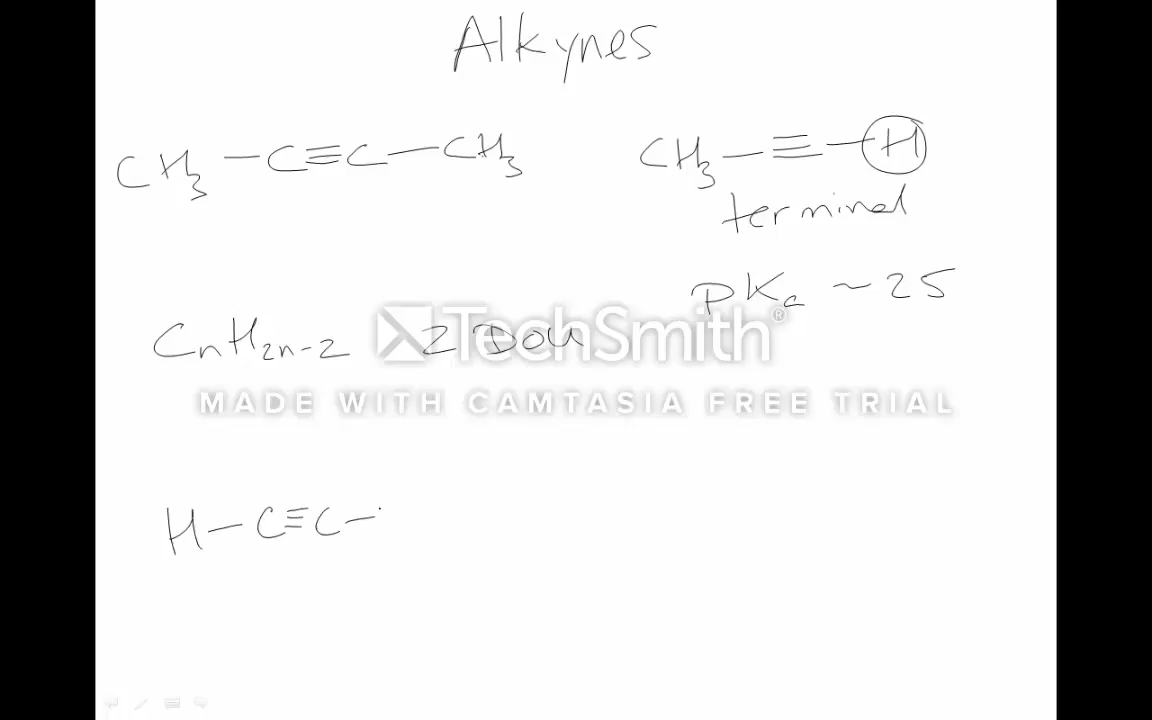 Alkynes
CH3-C≡C-CH3
CH3-≡-H
terminal
pKa ~25
CnH2n-2 2 DOU
TechSmith®
MADE WITH CAMTASIA FREE TRIAL
H-C≡C-